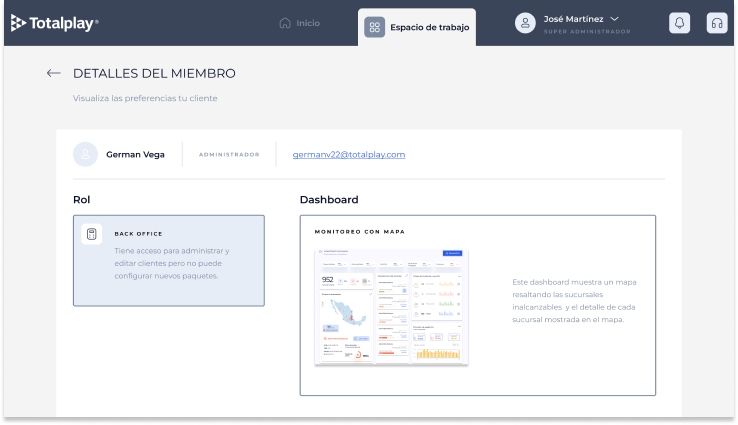 Totalplay®
Inicio
Espacio de trabajo
José Martínez
SUPER ADMINISTRADOR
DETALLES DEL MIEMBRO
Visualiza las preferencias tu cliente
German Vega
ADMINISTRADOR
germanv22@totalplay.com
Rol
Dashboard
BACK OFFICE
Tiene acceso para administrar y
editar clientes pero no puede
configurar nuevos paquetes.
MONITOREO CON MAPA
952
Este dashboard muestra un mapa
resaltando las sucursales
inalcanzables y el detalle de cada
sucursal mostrada en el mapa.